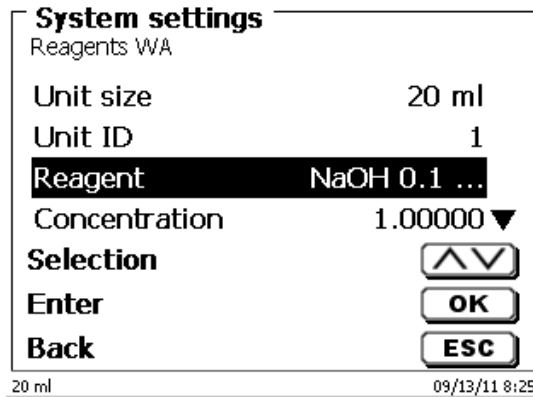 System settings
Reagents WA
Unit size 20 ml
Unit ID 1
Reagent NaOH 0.1 ...
Concentration 1.00000
Selection
Enter OK
Back ESC
20 ml 09/13/11 8:25